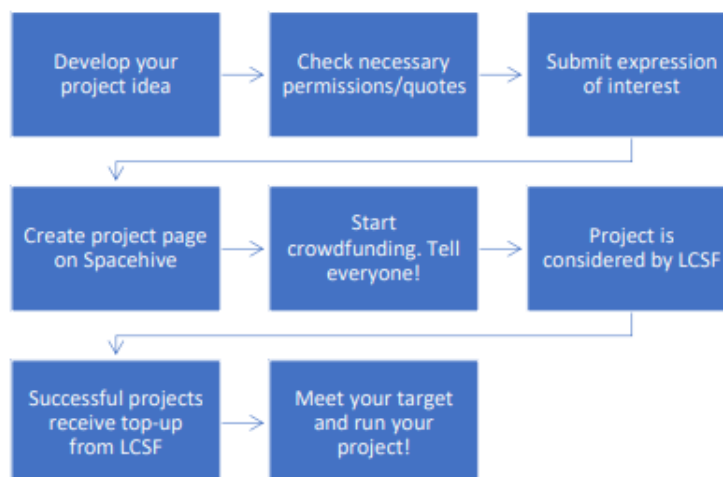 Develop your
project idea
Check necessary
permissions/quotes
Submit expression
of interest
Create project page
on Spacehive
Start
crowdfunding. Tell
everyone!
Project is
considered by LCSF
Successful projects
receive top-up
from LCSF
Meet your target
and run your
project!